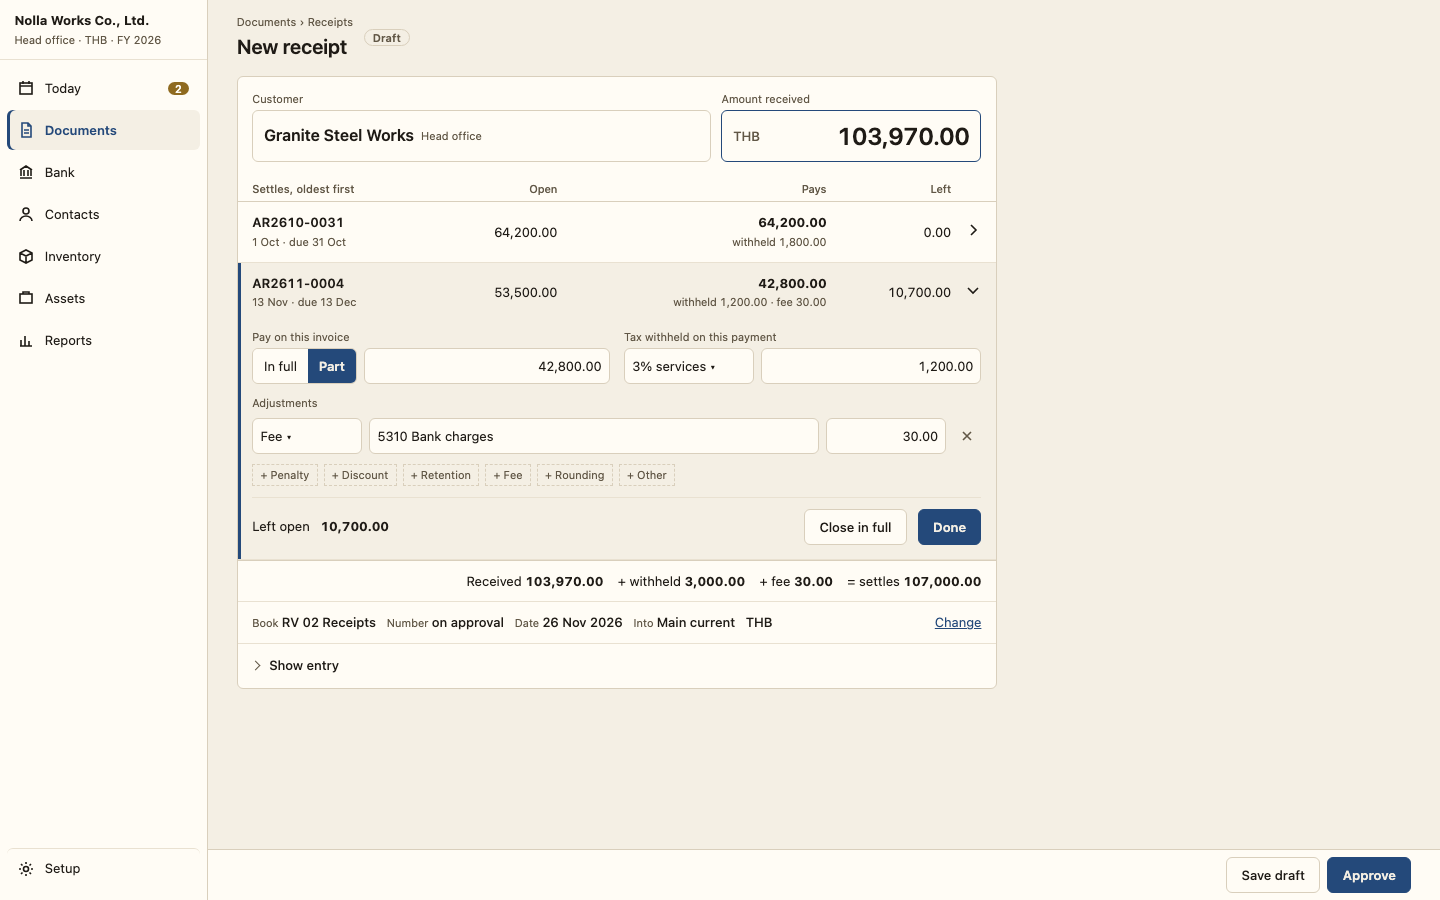 Nolla Works Co., Ltd.
Head office · THB · FY 2026
Today 2
Documents
Bank
Contacts
Inventory
Assets
Reports
Setup
Documents › Receipts
New receipt Draft
Customer Amount received
Granite Steel Works Head office THB 103,970.00
Settles, oldest first Open Pays Left
AR2610-0031 64,200.00 64,200.00 0.00
1 Oct · due 31 Oct withheld 1,800.00
AR2611-0004 53,500.00 42,800.00 10,700.00
13 Nov · due 13 Dec withheld 1,200.00 · fee 30.00
Pay on this invoice Tax withheld on this payment
In full Part 42,800.00 3% services ▾ 1,200.00
Adjustments
Fee ▾ 5310 Bank charges 30.00 ✕
+ Penalty + Discount + Retention + Fee + Rounding + Other
Left open 10,700.00 Close in full Done
Received 103,970.00 + withheld 3,000.00 + fee 30.00 = settles 107,000.00
Book RV 02 Receipts Number on approval Date 26 Nov 2026 Into Main current THB Change
Show entry
Save draft Approve